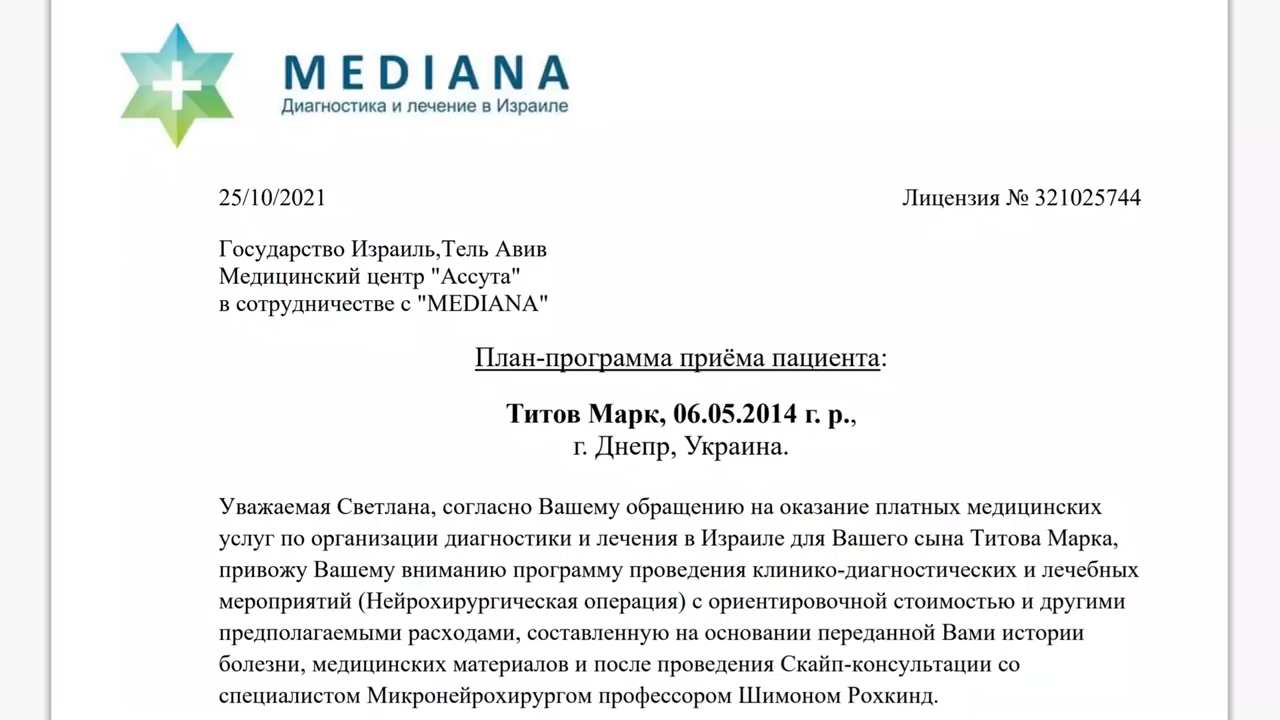 MEDIANA
Диагностика и лечение в Израиле
25/10/2021
Лицензия № 321025744
Государство Израиль,Тель Авив
Медицинский центр "Ассута"
в сотрудничестве с "MEDIANA"
План-программа приёма пациента:
Титов Марк, 06.05.2014 г. р.,
г. Днепр, Украина.
Уважаемая Светлана, согласно Вашему обращению на оказание платных медицинских
услуг по организации диагностики и лечения в Израиле для Вашего сына Титова Марка,
привожу Вашему вниманию программу проведения клинико-диагностических и лечебных
мероприятий (Нейрохирургическая операция) с ориентировочной стоимостью и другими
предполагаемыми расходами, составленную на основании переданной Вами истории
болезни, медицинских материалов и после проведения Скайп-консультации со
специалистом Микронейрохирургом профессором Шимоном Рохкинд.